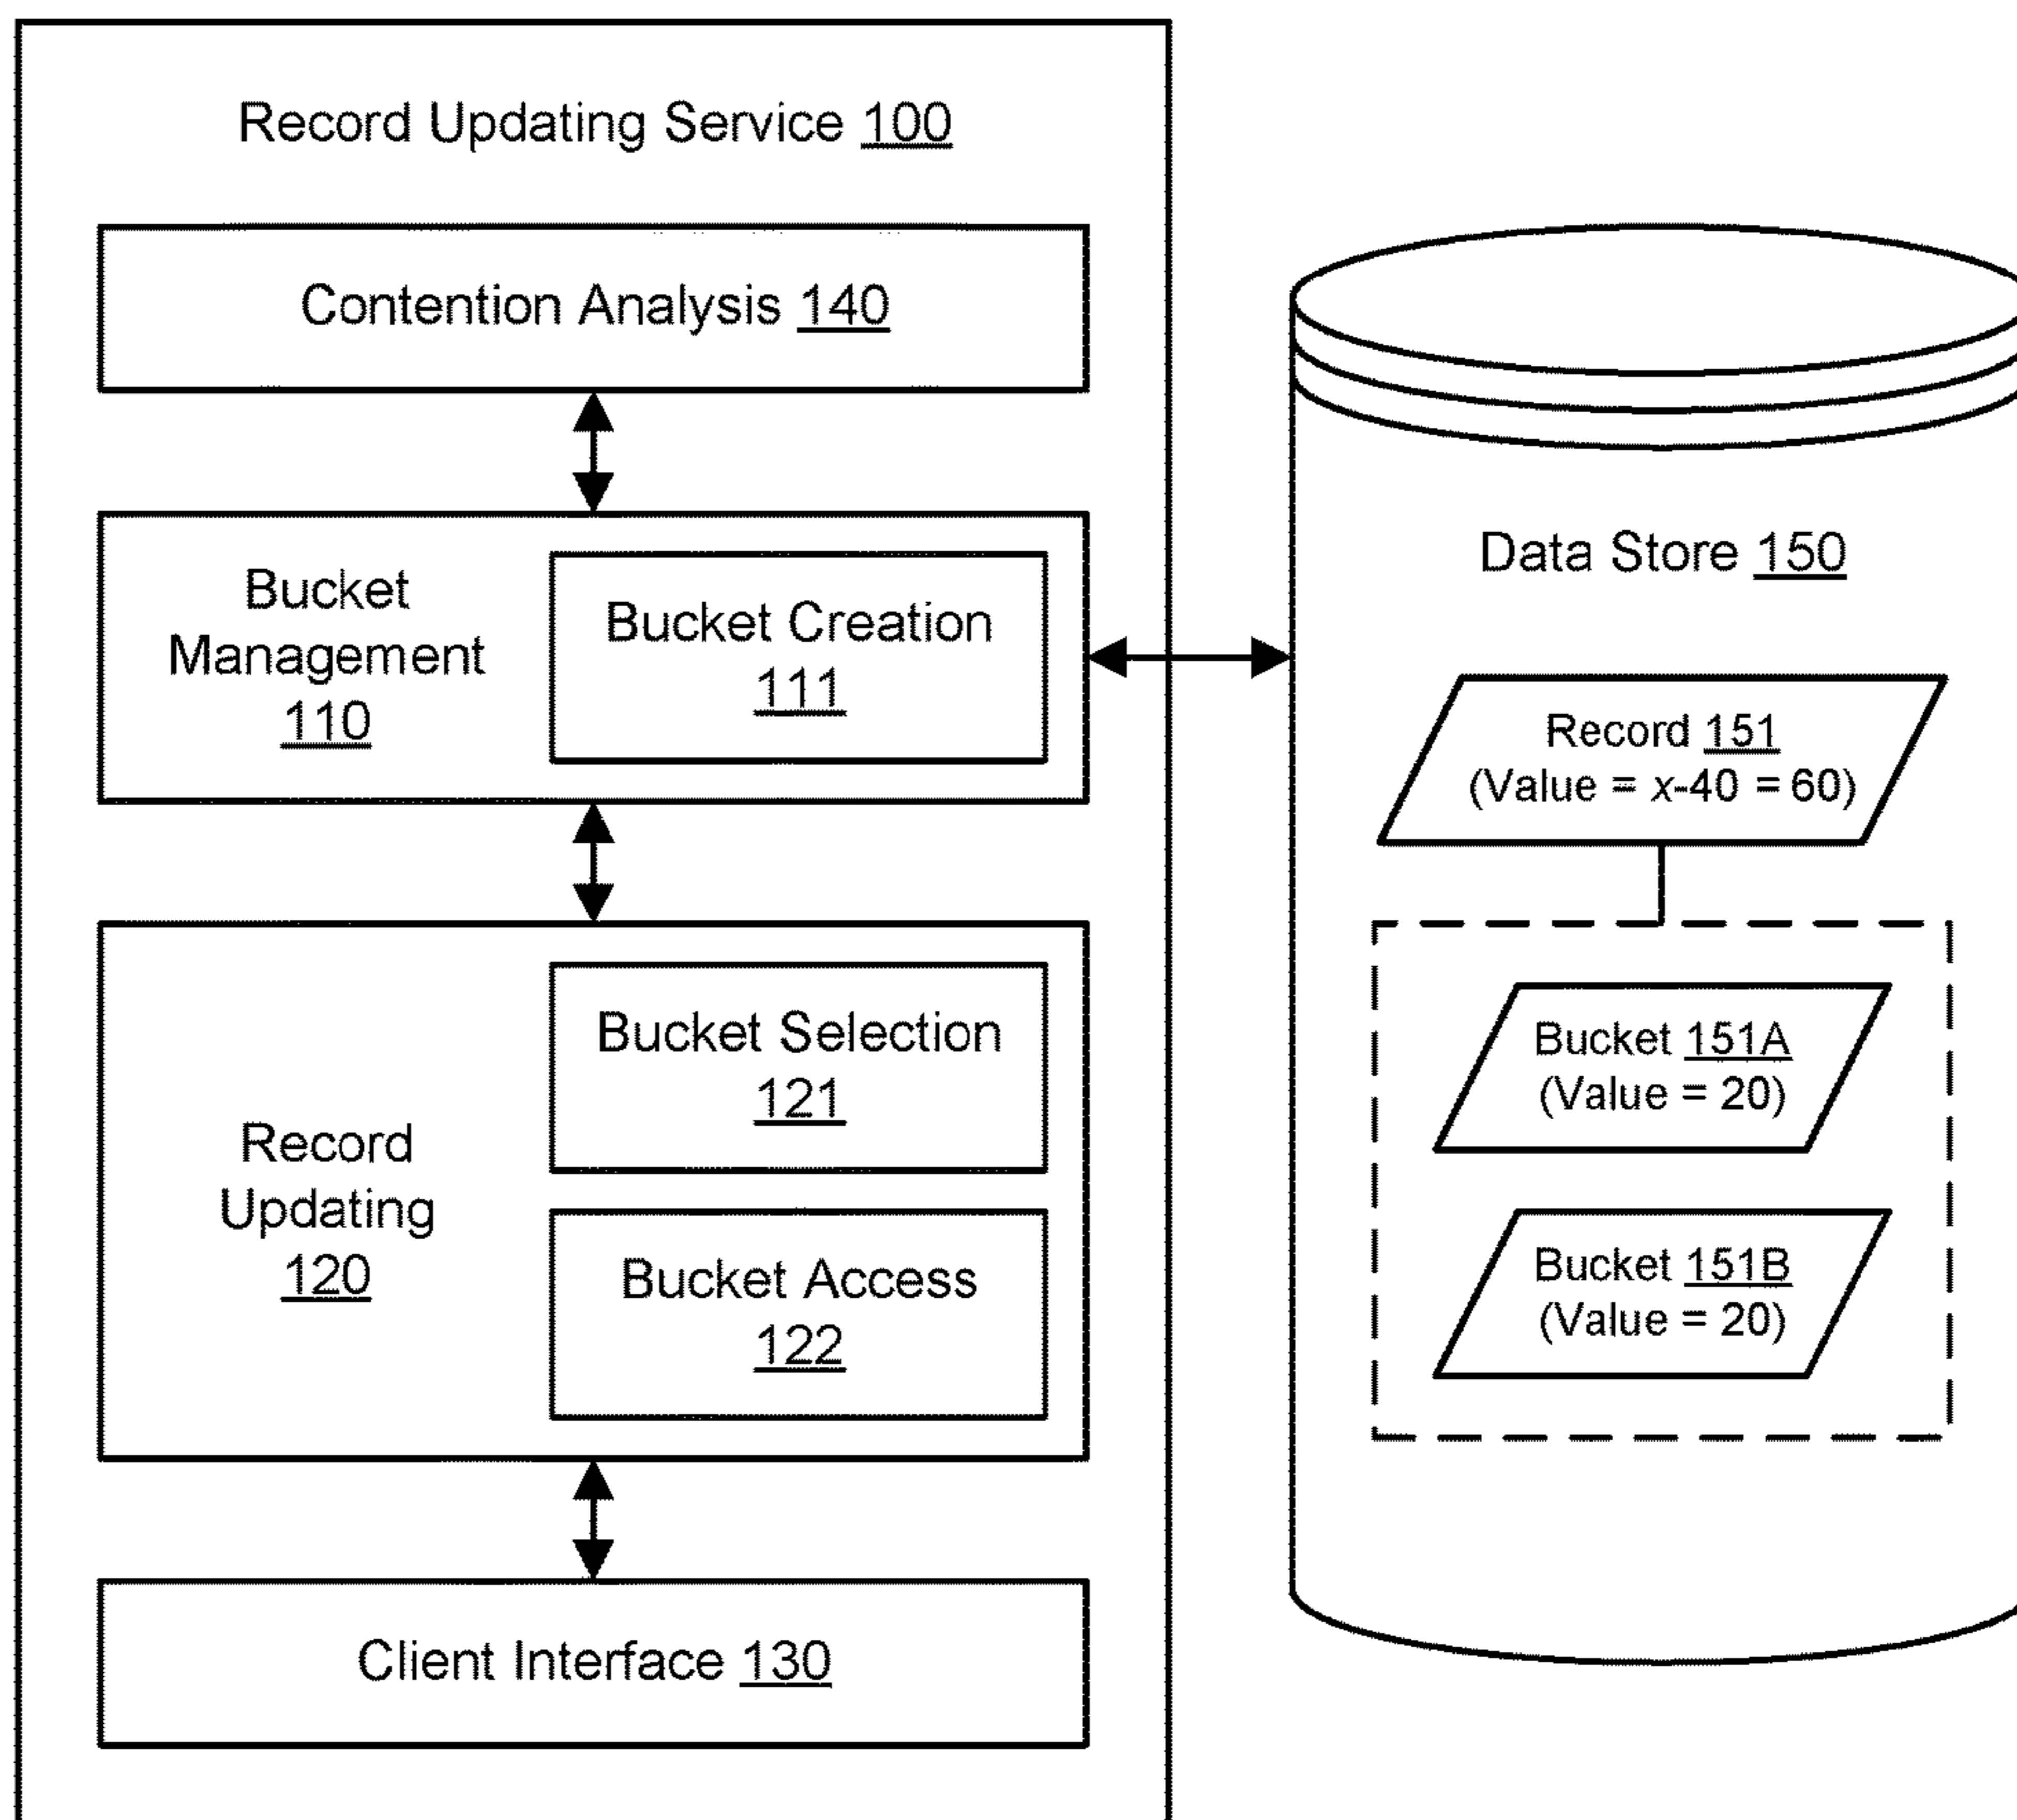 Record Updating Service 100
Contention Analysis 140
Bucket
Management
110
Bucket Creation
111
Record
Updating
120
Bucket Selection
121
Bucket Access
122
Client Interface 130
Data Store 150
Record 151
(Value = x-40 = 60)
Bucket 151A
(Value = 20)
Bucket 151B
(Value = 20)